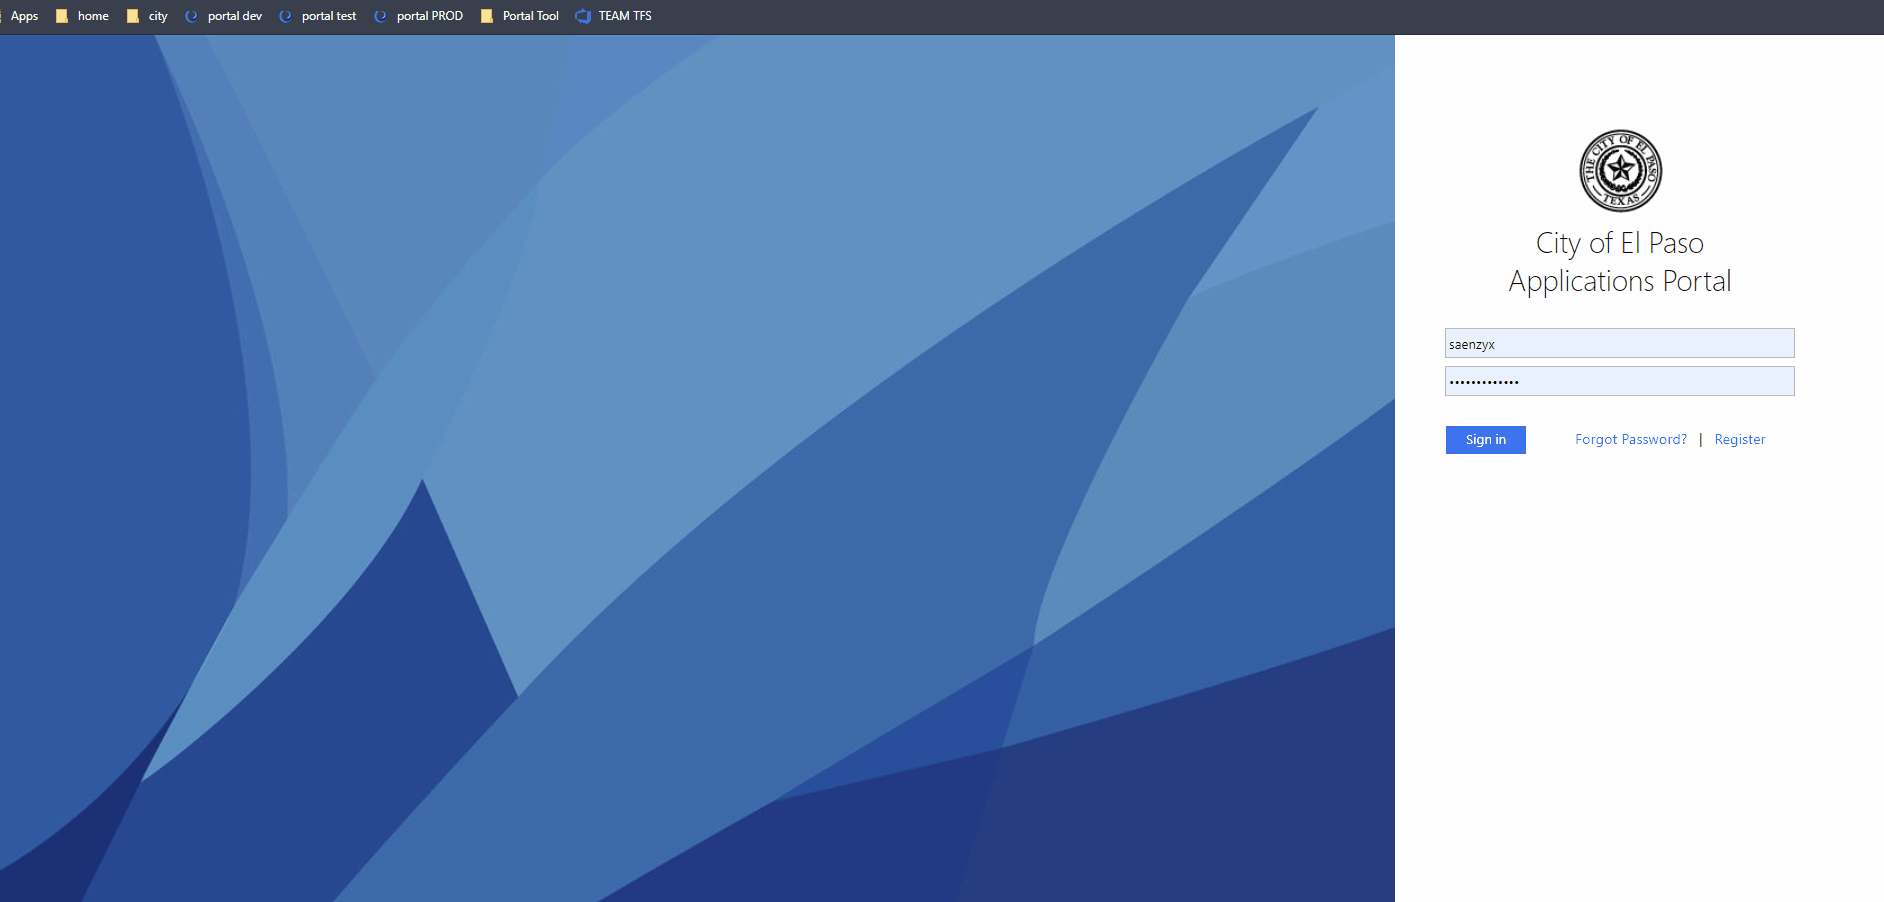 Apps home city portal dev portal test portal PROD Portal Tool TEAM TFS
THE CITY OF EL PASO
TEXAS
City of El Paso
Applications Portal
saenzyx
•••••••••••••
Sign in Forgot Password? | Register